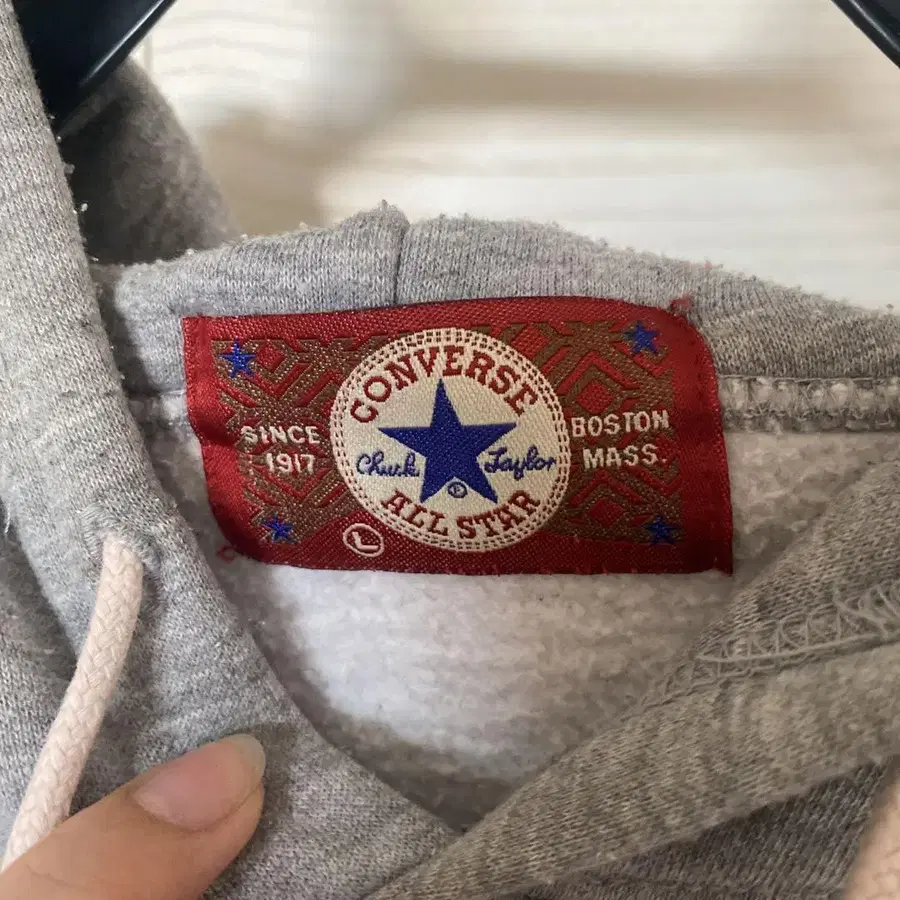 CONVERSE
SINCE
1917
Chuck Taylor
®
ALL STAR
BOSTON
MASS.
L